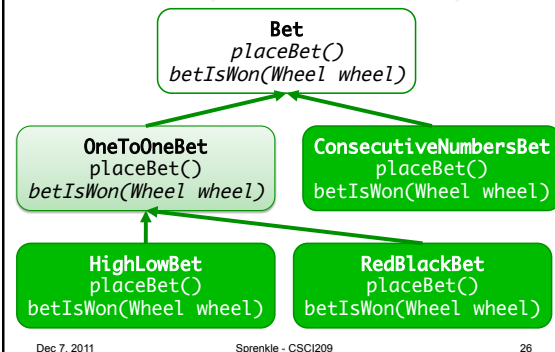 Bet
placeBet()
betIsWon(Wheel wheel)
OneToOneBet
placeBet()
betIsWon(Wheel wheel)
ConsecutiveNumbersBet
placeBet()
betIsWon(Wheel wheel)
HighLowBet
placeBet()
betIsWon(Wheel wheel)
RedBlackBet
placeBet()
betIsWon(Wheel wheel)
Dec 7, 2011
Sprenkle - CSCI209
26